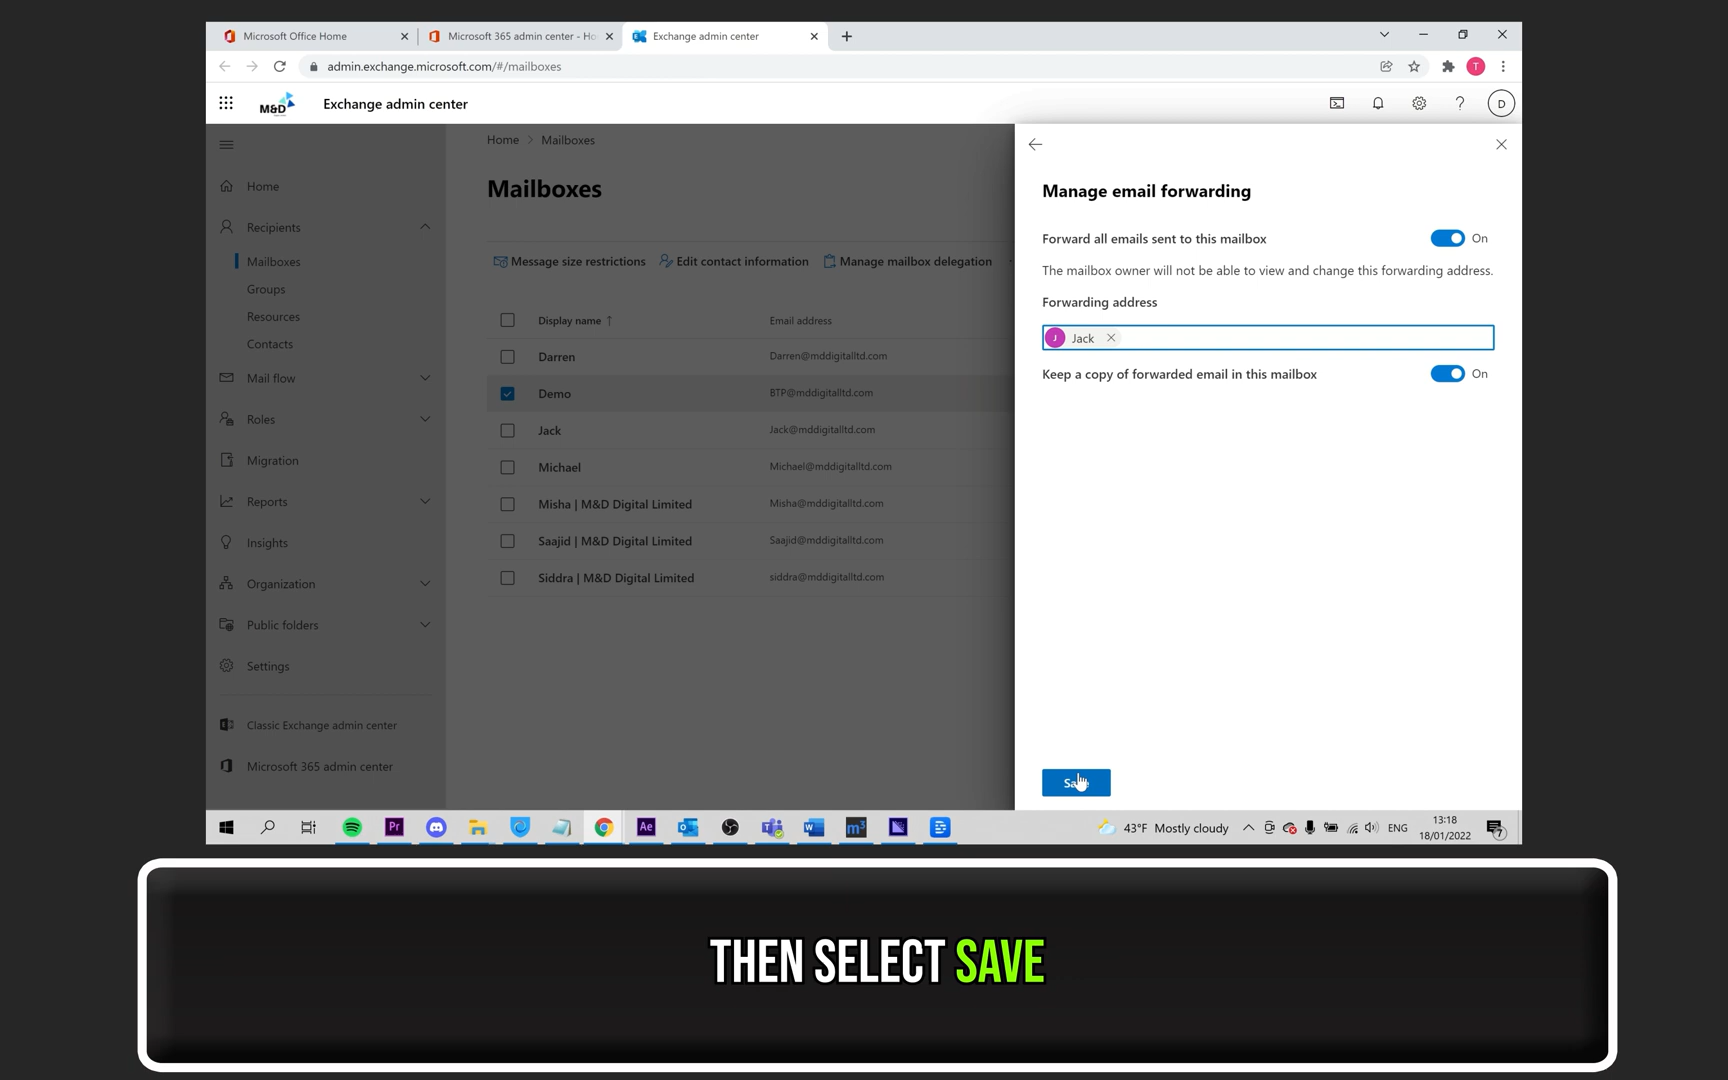 Microsoft Office Home
Microsoft 365 admin center - Ho
Exchange admin center
admin.exchange.microsoft.com/#/mailboxes
T
M&D
Exchange admin center
?
D
Home
Recipients
Mailboxes
Groups
Resources
Contacts
Mail flow
Roles
Migration
Reports
Insights
Organization
Public folders
Settings
Classic Exchange admin center
Microsoft 365 admin center
Home > Mailboxes
Mailboxes
Message size restrictions
Edit contact information
Manage mailbox delegation
Display name ↑
Email address
Darren
Darren@mddigitalltd.com
Demo
BTP@mddigitalltd.com
Jack
Jack@mddigitalltd.com
Michael
Michael@mddigitalltd.com
Misha | M&D Digital Limited
Misha@mddigitalltd.com
Saajid | M&D Digital Limited
Saajid@mddigitalltd.com
Siddra | M&D Digital Limited
siddra@mddigitalltd.com
Manage email forwarding
Forward all emails sent to this mailbox
On
The mailbox owner will not be able to view and change this forwarding address.
Forwarding address
J Jack
Keep a copy of forwarded email in this mailbox
On
Pr
Ae
m³
43°F Mostly cloudy
ENG
13:18
18/01/2022
7
THEN SELECT SAVE